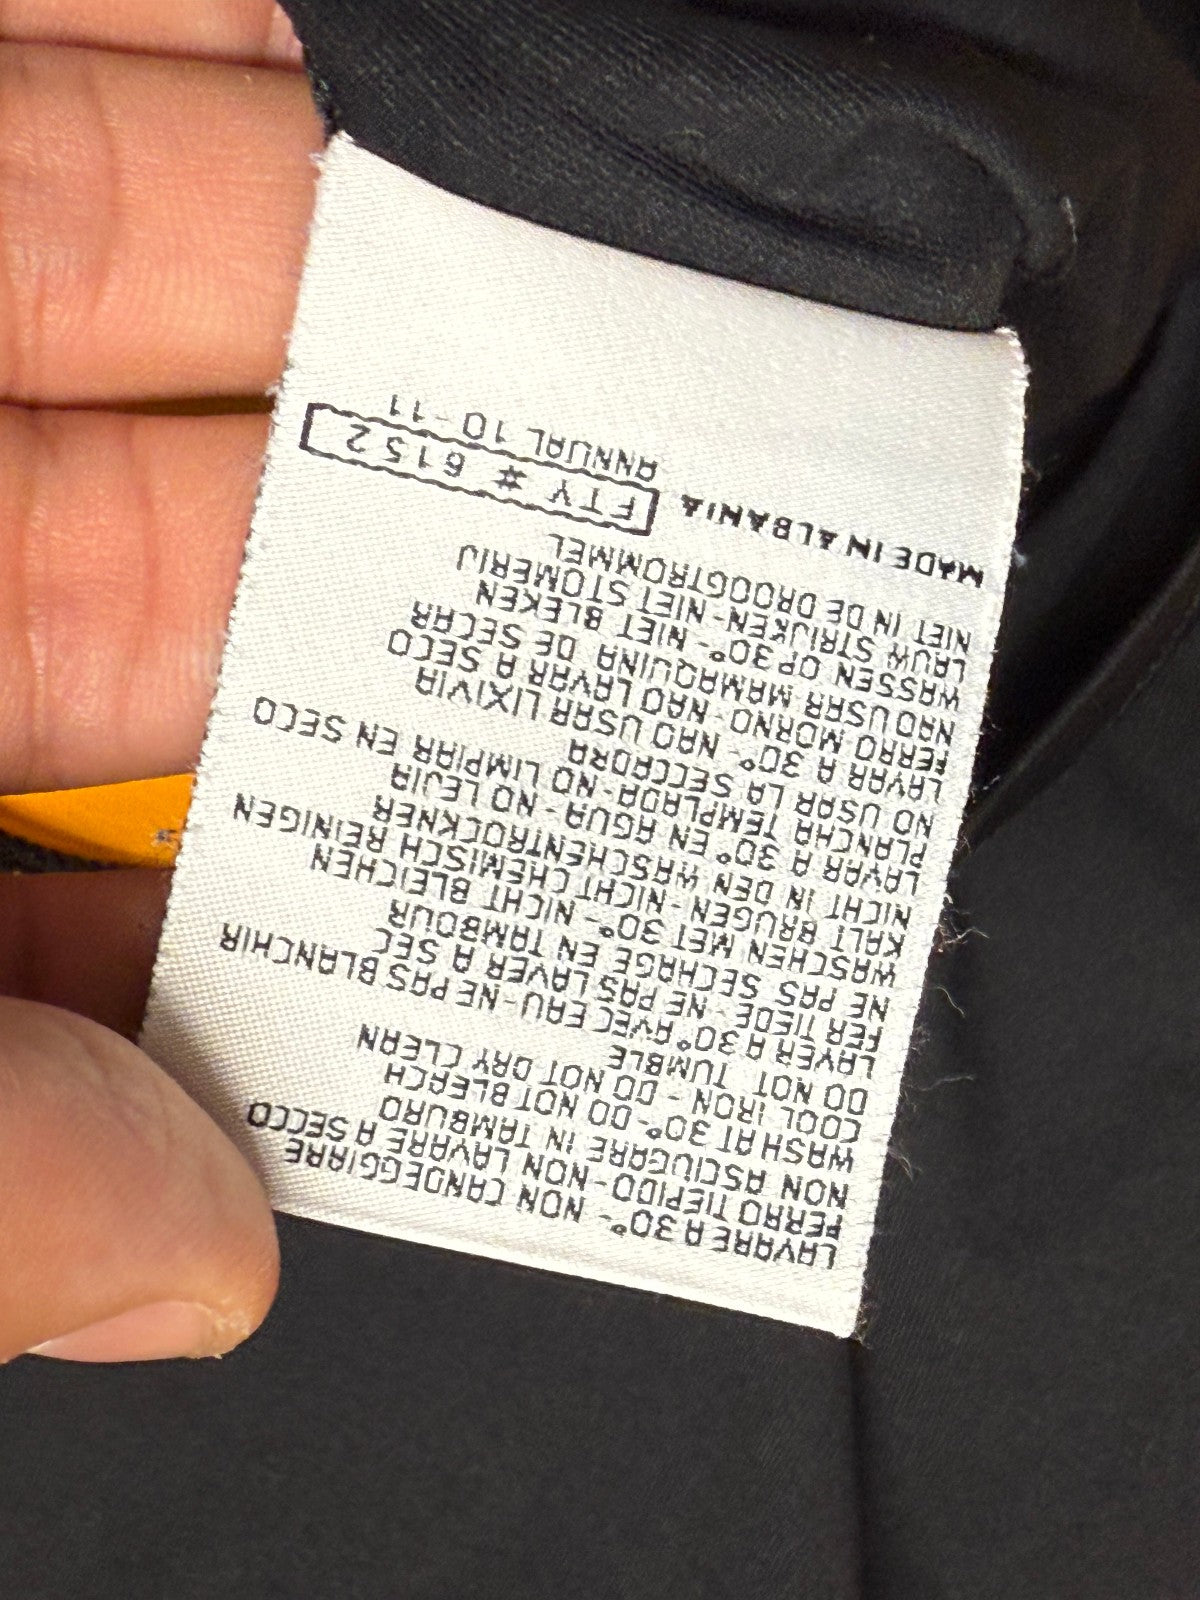 LAVARE A 30° - NON CANDEGGIARE
FERRO TIEPIDO - NON LAVARE A SECCO
NON ASCIUGARE IN TAMBURO
WASH AT 30° - DO NOT BLEACH
COOL IRON - DO NOT DRY CLEAN
DO NOT TUMBLE
LAVER A 30° AVEC EAU - NE PAS BLANCHIR
FER TIEDE - NE PAS LAVER A SEC
NE PAS SECHAGE EN TAMBOUR
WASCHEN MET 30° - NICHT BLEICHEN
KALT BRUGEN - NICHT CHEMISCH REINIGEN
NICHT IN DEN WASCHENTROCKNER
LAVAR A 30° EN AGUA - NO LEJIA
PLANCHA TEMPLADA - NO LIMPIAR EN SECO
NO USAR LA SECCADORA
LAVAR A 30° - NAO USAR LIXIVIA
FERRO MORNO - NAO LAVAR A SECO
NAO USAR MAMAQUINA DE SECAR
WASSEN OP 30° - NIET BLEKEN
LAUW STRIJKEN - NIET STOMERIJ
NIET IN DE DROOGTROMMEL
MADE IN ALBANIA
FTY # 6152
ANNUAL 10 - 11